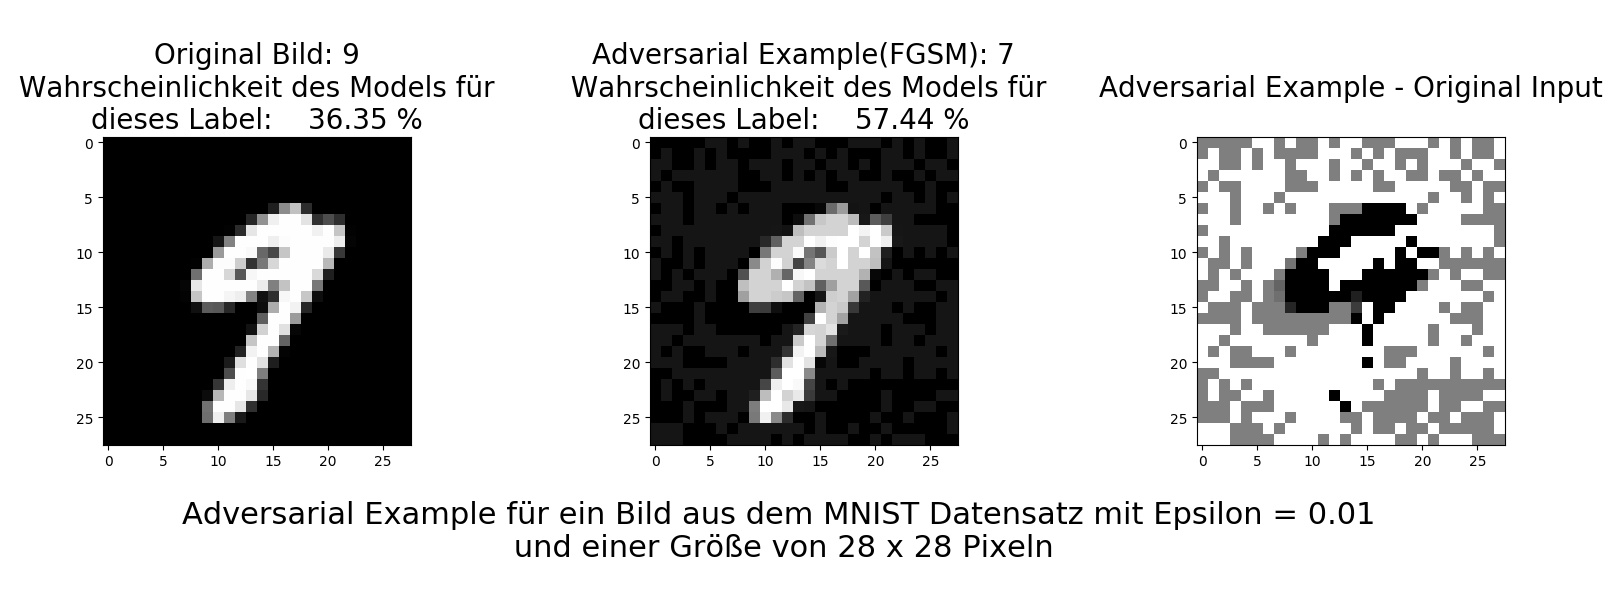 Original Bild: 9
Wahrscheinlichkeit des Models für
dieses Label: 36.35 %
Adversarial Example(FGSM): 7
Wahrscheinlichkeit des Models für
dieses Label: 57.44 %
Adversarial Example - Original Input
0
5
10
15
20
25
0 5 10 15 20 25
0
5
10
15
20
25
0 5 10 15 20 25
0
5
10
15
20
25
0 5 10 15 20 25
Adversarial Example für ein Bild aus dem MNIST Datensatz mit Epsilon = 0.01
und einer Größe von 28 x 28 Pixeln